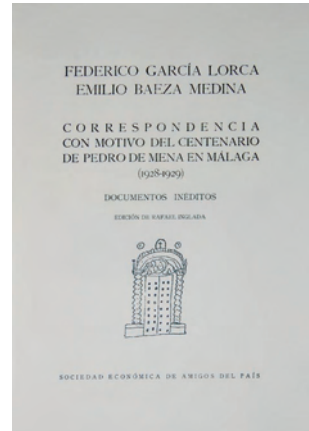 FEDERICO GARCÍA LORCA
EMILIO BAEZA MEDINA
CORRESPONDENCIA
CON MOTIVO DEL CENTENARIO
DE PEDRO DE MENA EN MÁLAGA
(1928-1929)
DOCUMENTOS INÉDITOS
EDICIÓN DE RAFAEL INGLADA
SOCIEDAD ECONÓMICA DE AMIGOS DEL PAÍS